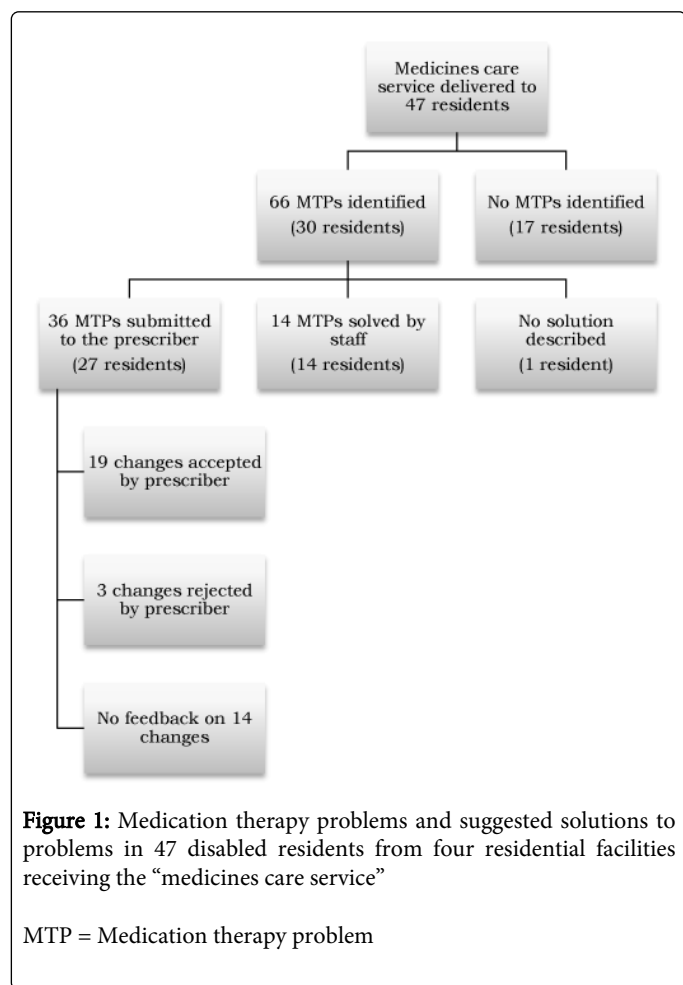 Medicines care
service delivered to
47 residents
66 MTPs identified
(30 residents)
No MTPs identified
(17 residents)
36 MTPs submitted
to the prescriber
(27 residents)
14 MTPs solved by
staff
(14 residents)
No solution
described
(1 resident)
19 changes accepted
by prescriber
3 changes rejected
by prescriber
No feedback on 14
changes
Figure 1: Medication therapy problems and suggested solutions to
problems in 47 disabled residents from four residential facilities
receiving the “medicines care service”
MTP = Medication therapy problem